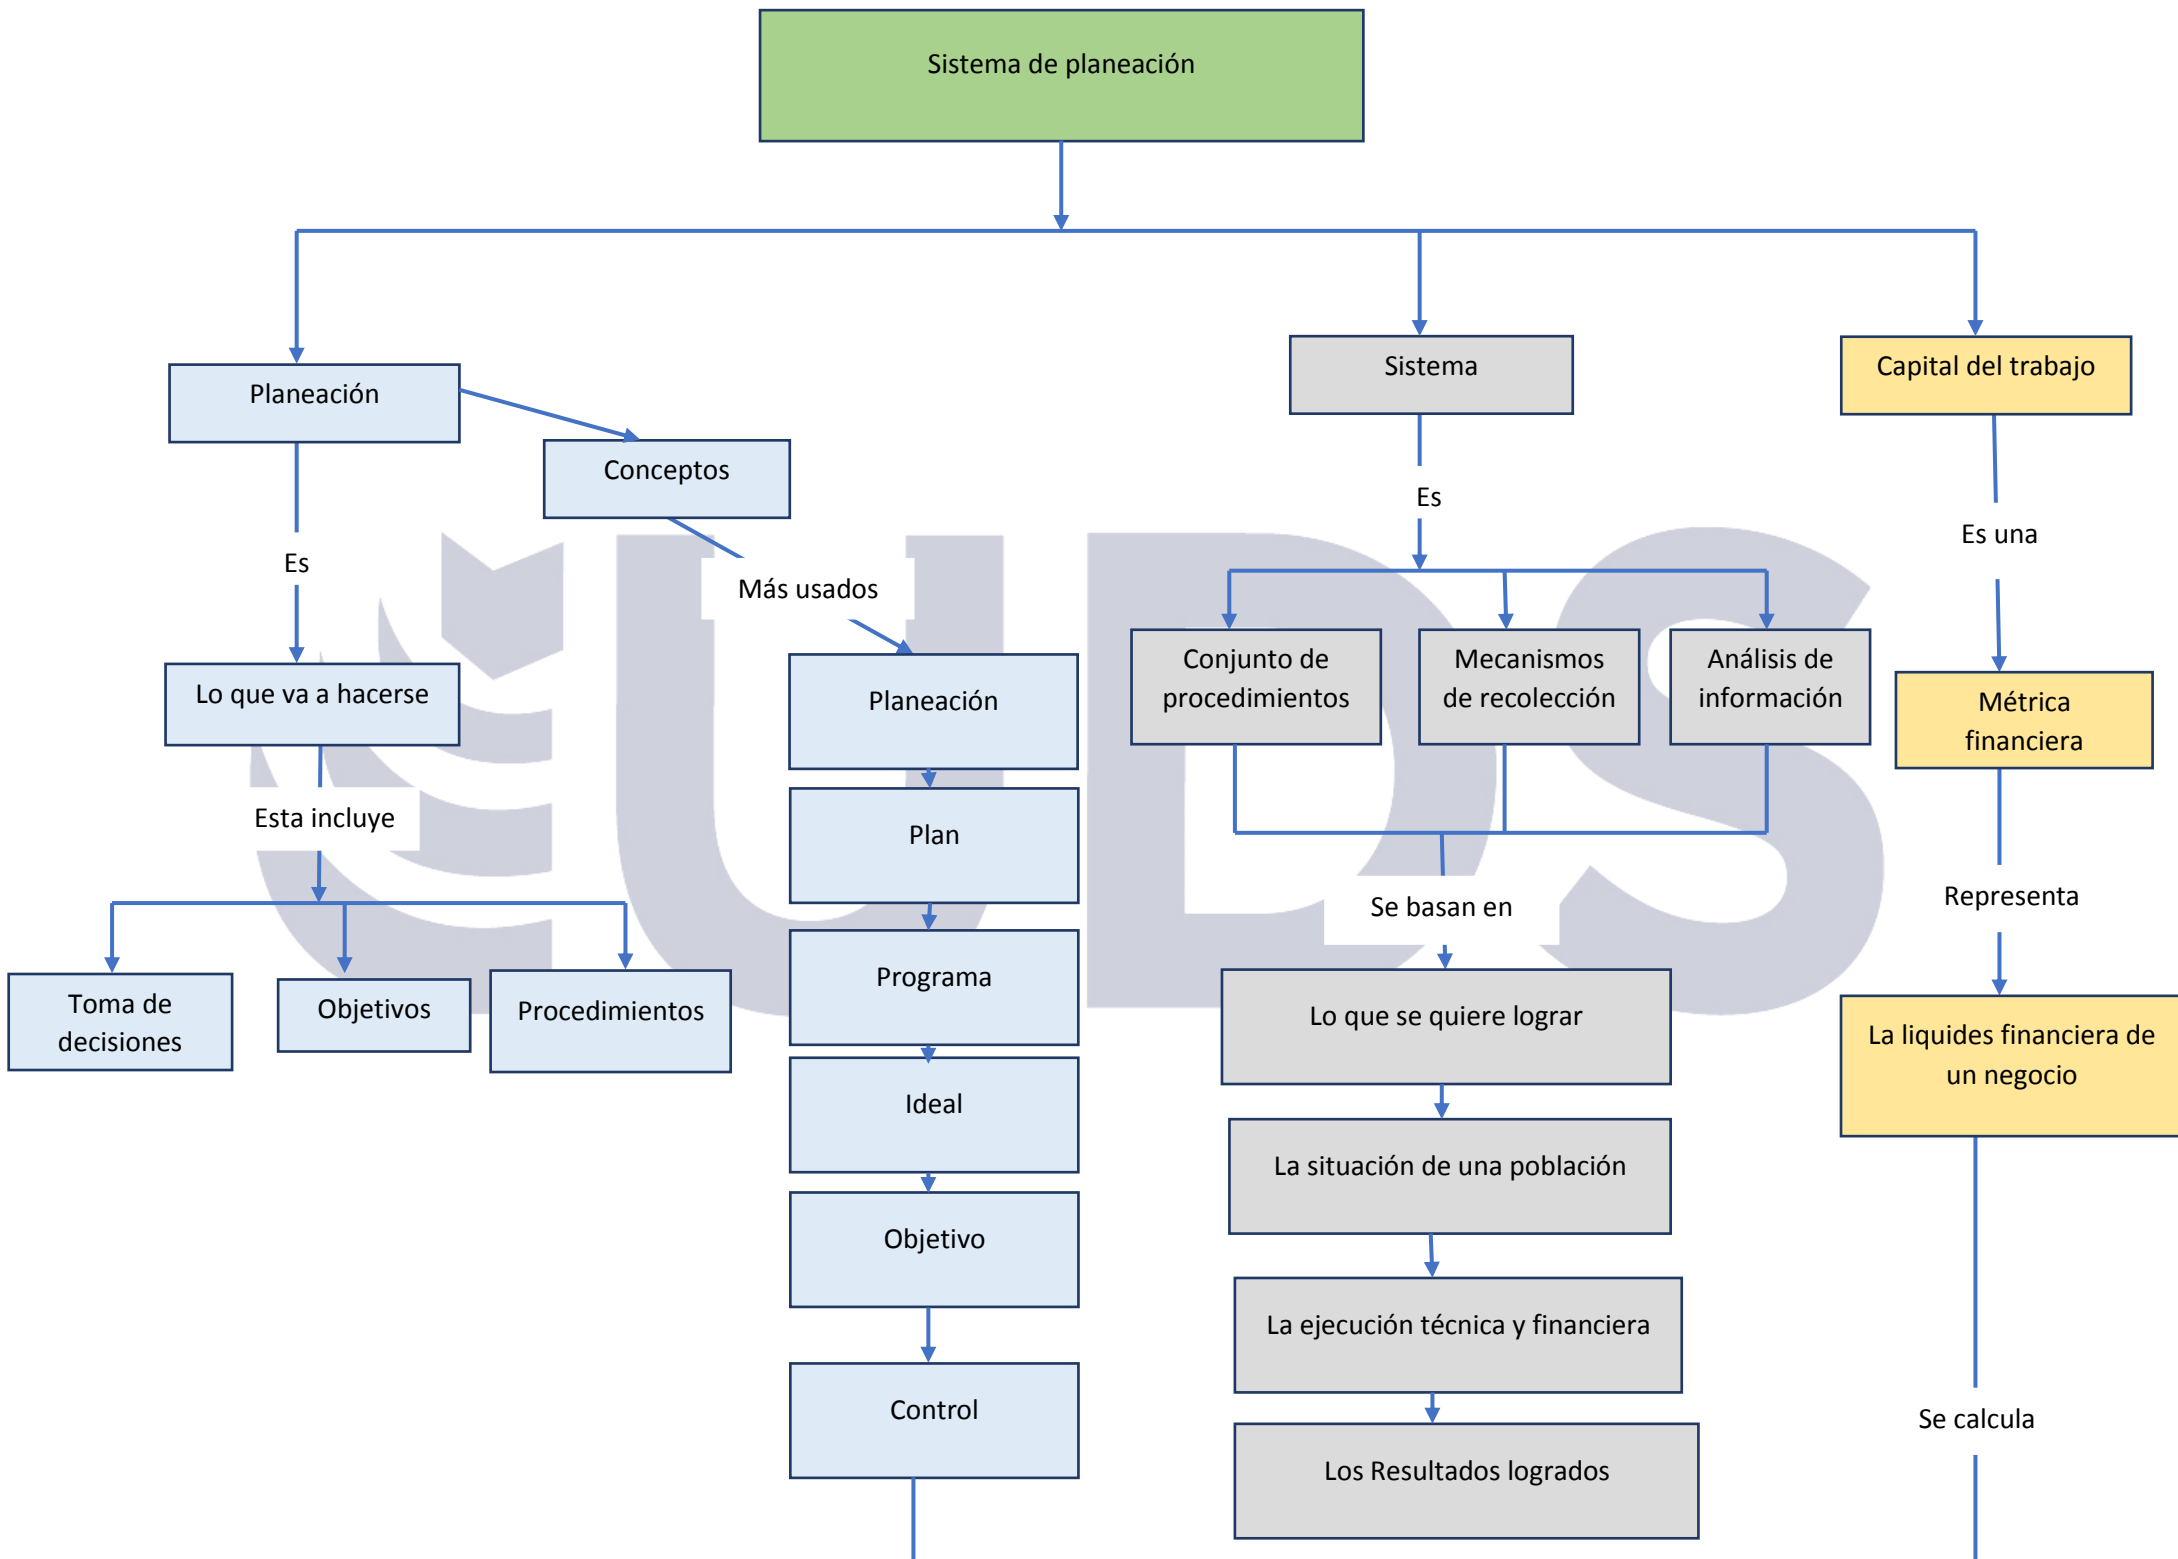 Sistema de planeación
Planeación
Conceptos
Sistema
Capital del trabajo
Es
Más usados
Es
Es una
Lo que va a hacerse
Planeación
Conjunto de
procedimientos
Mecanismos
de recolección
Análisis de
información
Métrica
financiera
Esta incluye
Plan
Se basan en
Representa
Toma de
decisiones
Objetivos
Procedimientos
Programa
Lo que se quiere lograr
La liquides financiera de
un negocio
Ideal
La situación de una población
Objetivo
La ejecución técnica y financiera
Control
Los Resultados logrados
Se calcula
UDS